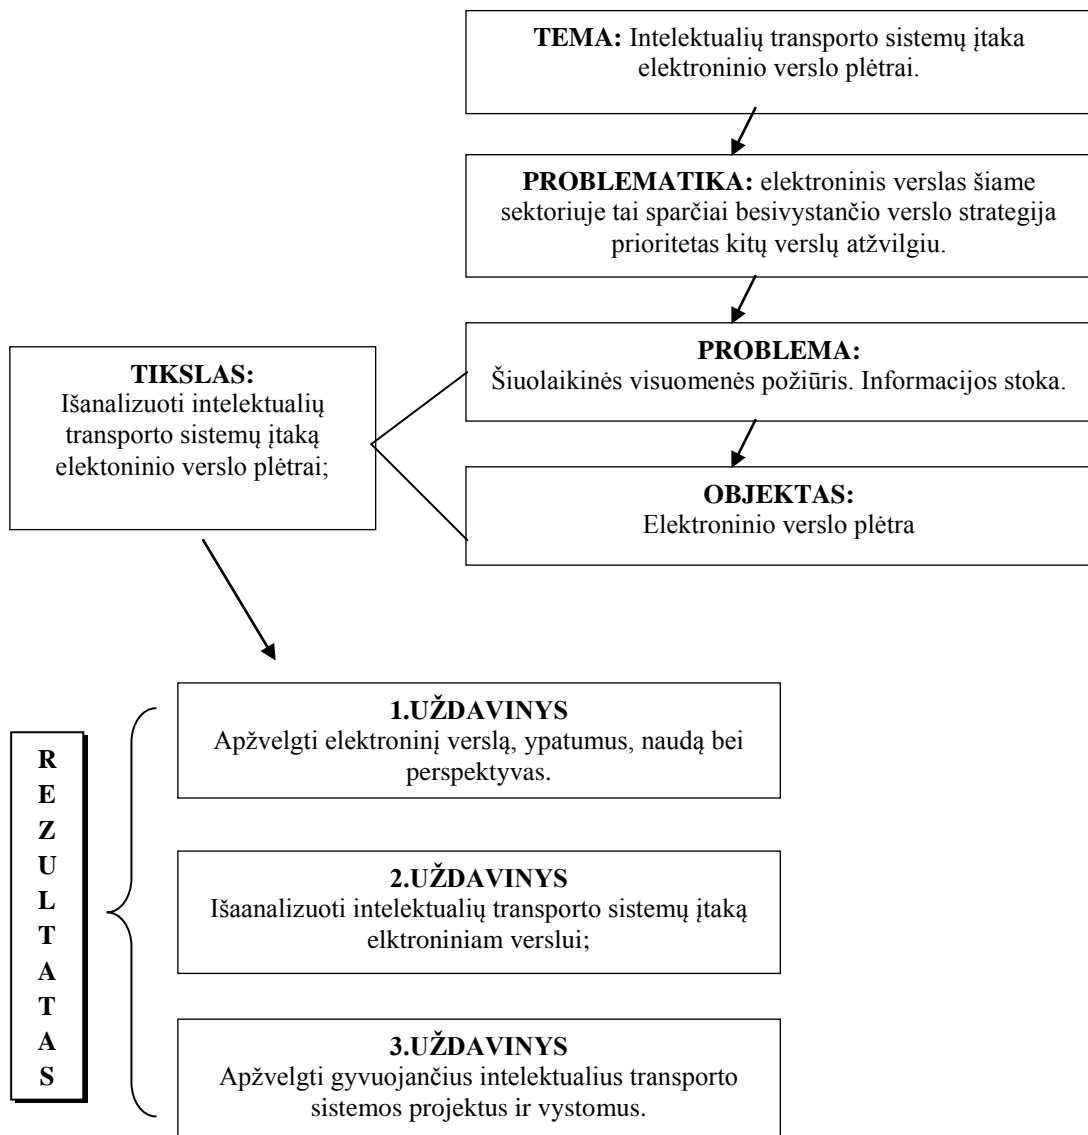 TEMA: Intelektualių transporto sistemų įtaka
elektroninio verslo plėtrai.
PROBLEMATIKA: elektroninis verslas šiame
sektoriuje tai sparčiai besivystančio verslo strategija
prioritetas kitų verslų atžvilgiu.
PROBLEMA:
Šiuolaikinės visuomenės požiūris. Informacijos stoka.
TIKSLAS:
Išanalizuoti intelektualių
transporto sistemų įtaką
elektoninio verslo plėtrai;
OBJEKTAS:
Elektroninio verslo plėtra
1.UŽDAVINYS
Apžvelgti elektroninį verslą, ypatumus, naudą bei
perspektyvas.
R
E
Z
U
L
T
A
T
A
S
2.UŽDAVINYS
Išaanalizuoti intelektualių transporto sistemų įtaką
elktroniniam verslui;
3.UŽDAVINYS
Apžvelgti gyvuojančius intelektualius transporto
sistemos projektus ir vystomus.